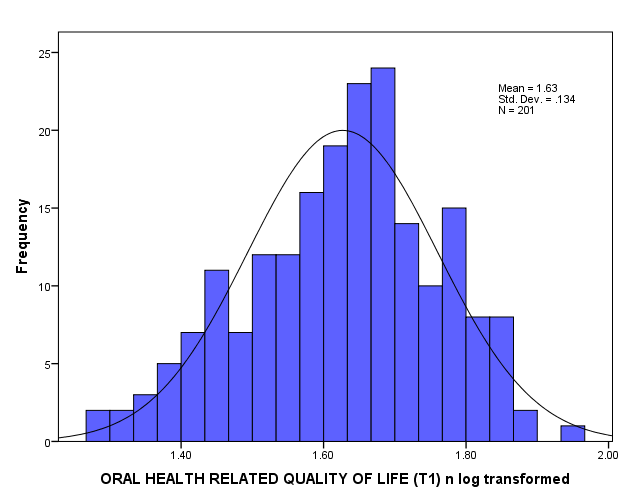 25
20
15
10
5
0
Frequency
Mean = 1.63
Std. Dev. = .134
N = 201
1.40 1.60 1.80 2.00
ORAL HEALTH RELATED QUALITY OF LIFE (T1) n log transformed